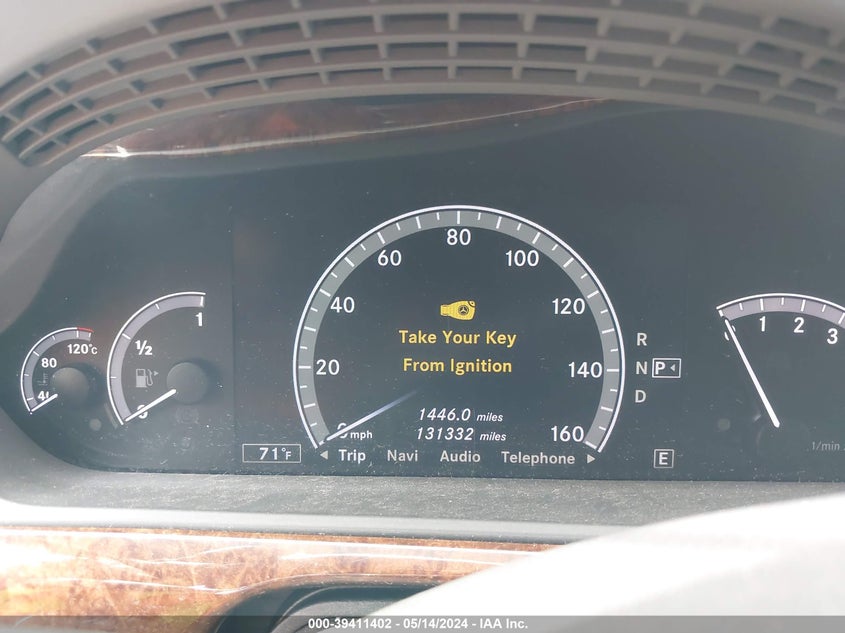 80
100
60
120
40
20
140
160
mph
Take Your Key
From Ignition
1446.0 miles
131332 miles
Trip Navi Audio Telephone
71°F
R
N P
D
E
1
½
120°C
80
1 2 3
1/min
000-39411402 - 05/14/2024 - IAA Inc.